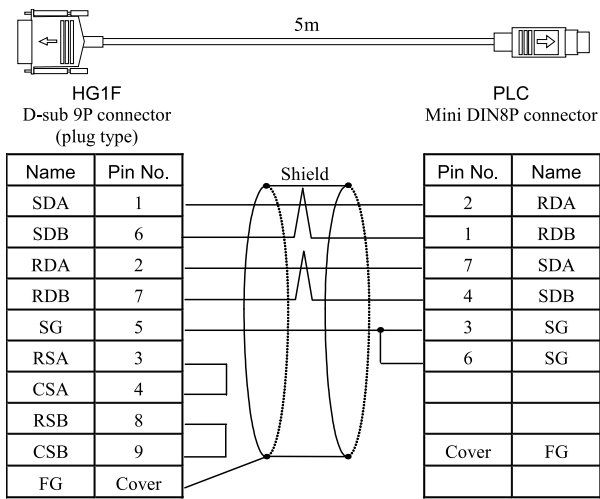 5m
HG1F
D-sub 9P connector
(plug type)
PLC
Mini DIN8P connector
Name Pin No. Shield Pin No. Name
SDA 1 2 RDA
SDB 6 1 RDB
RDA 2 7 SDA
RDB 7 4 SDB
SG 5 3 SG
RSA 3 6 SG
CSA 4
RSB 8
CSB 9 Cover FG
FG Cover